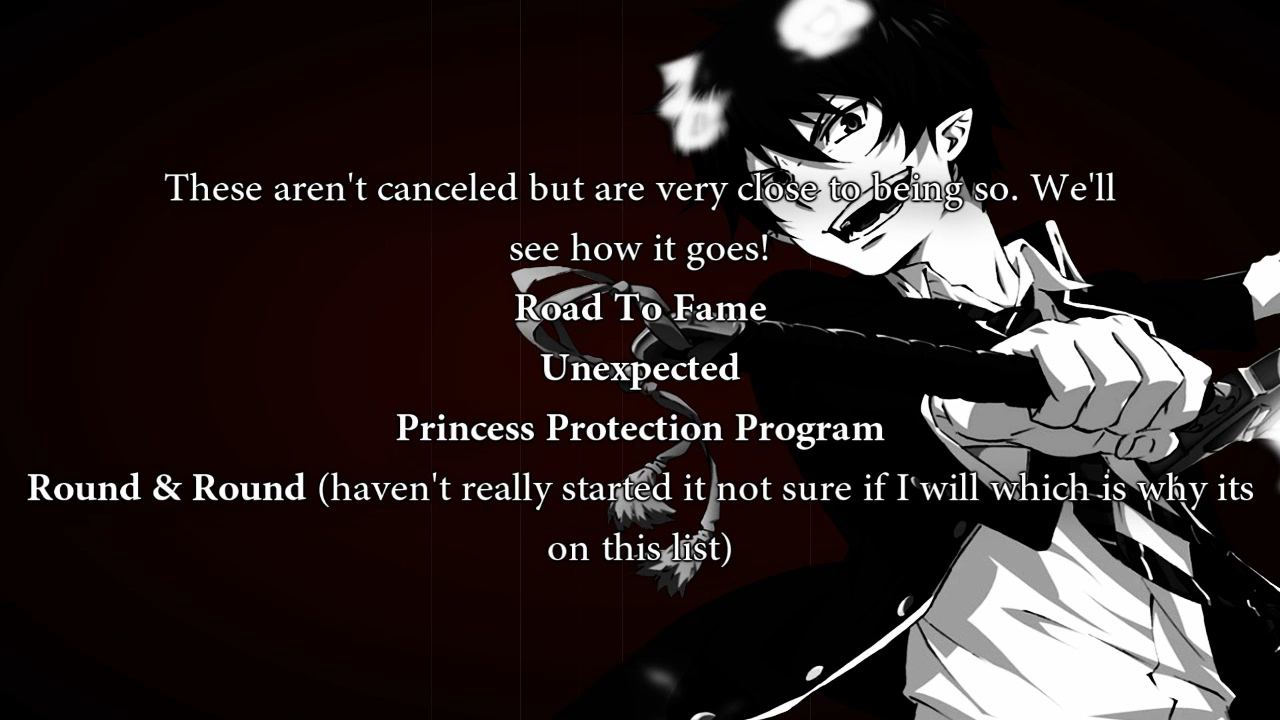 These aren't canceled but are very close to being so. We'll
see how it goes!
Road To Fame
Unexpected
Princess Protection Program
Round & Round (haven't really started it not sure if I will which is why its
on this list)